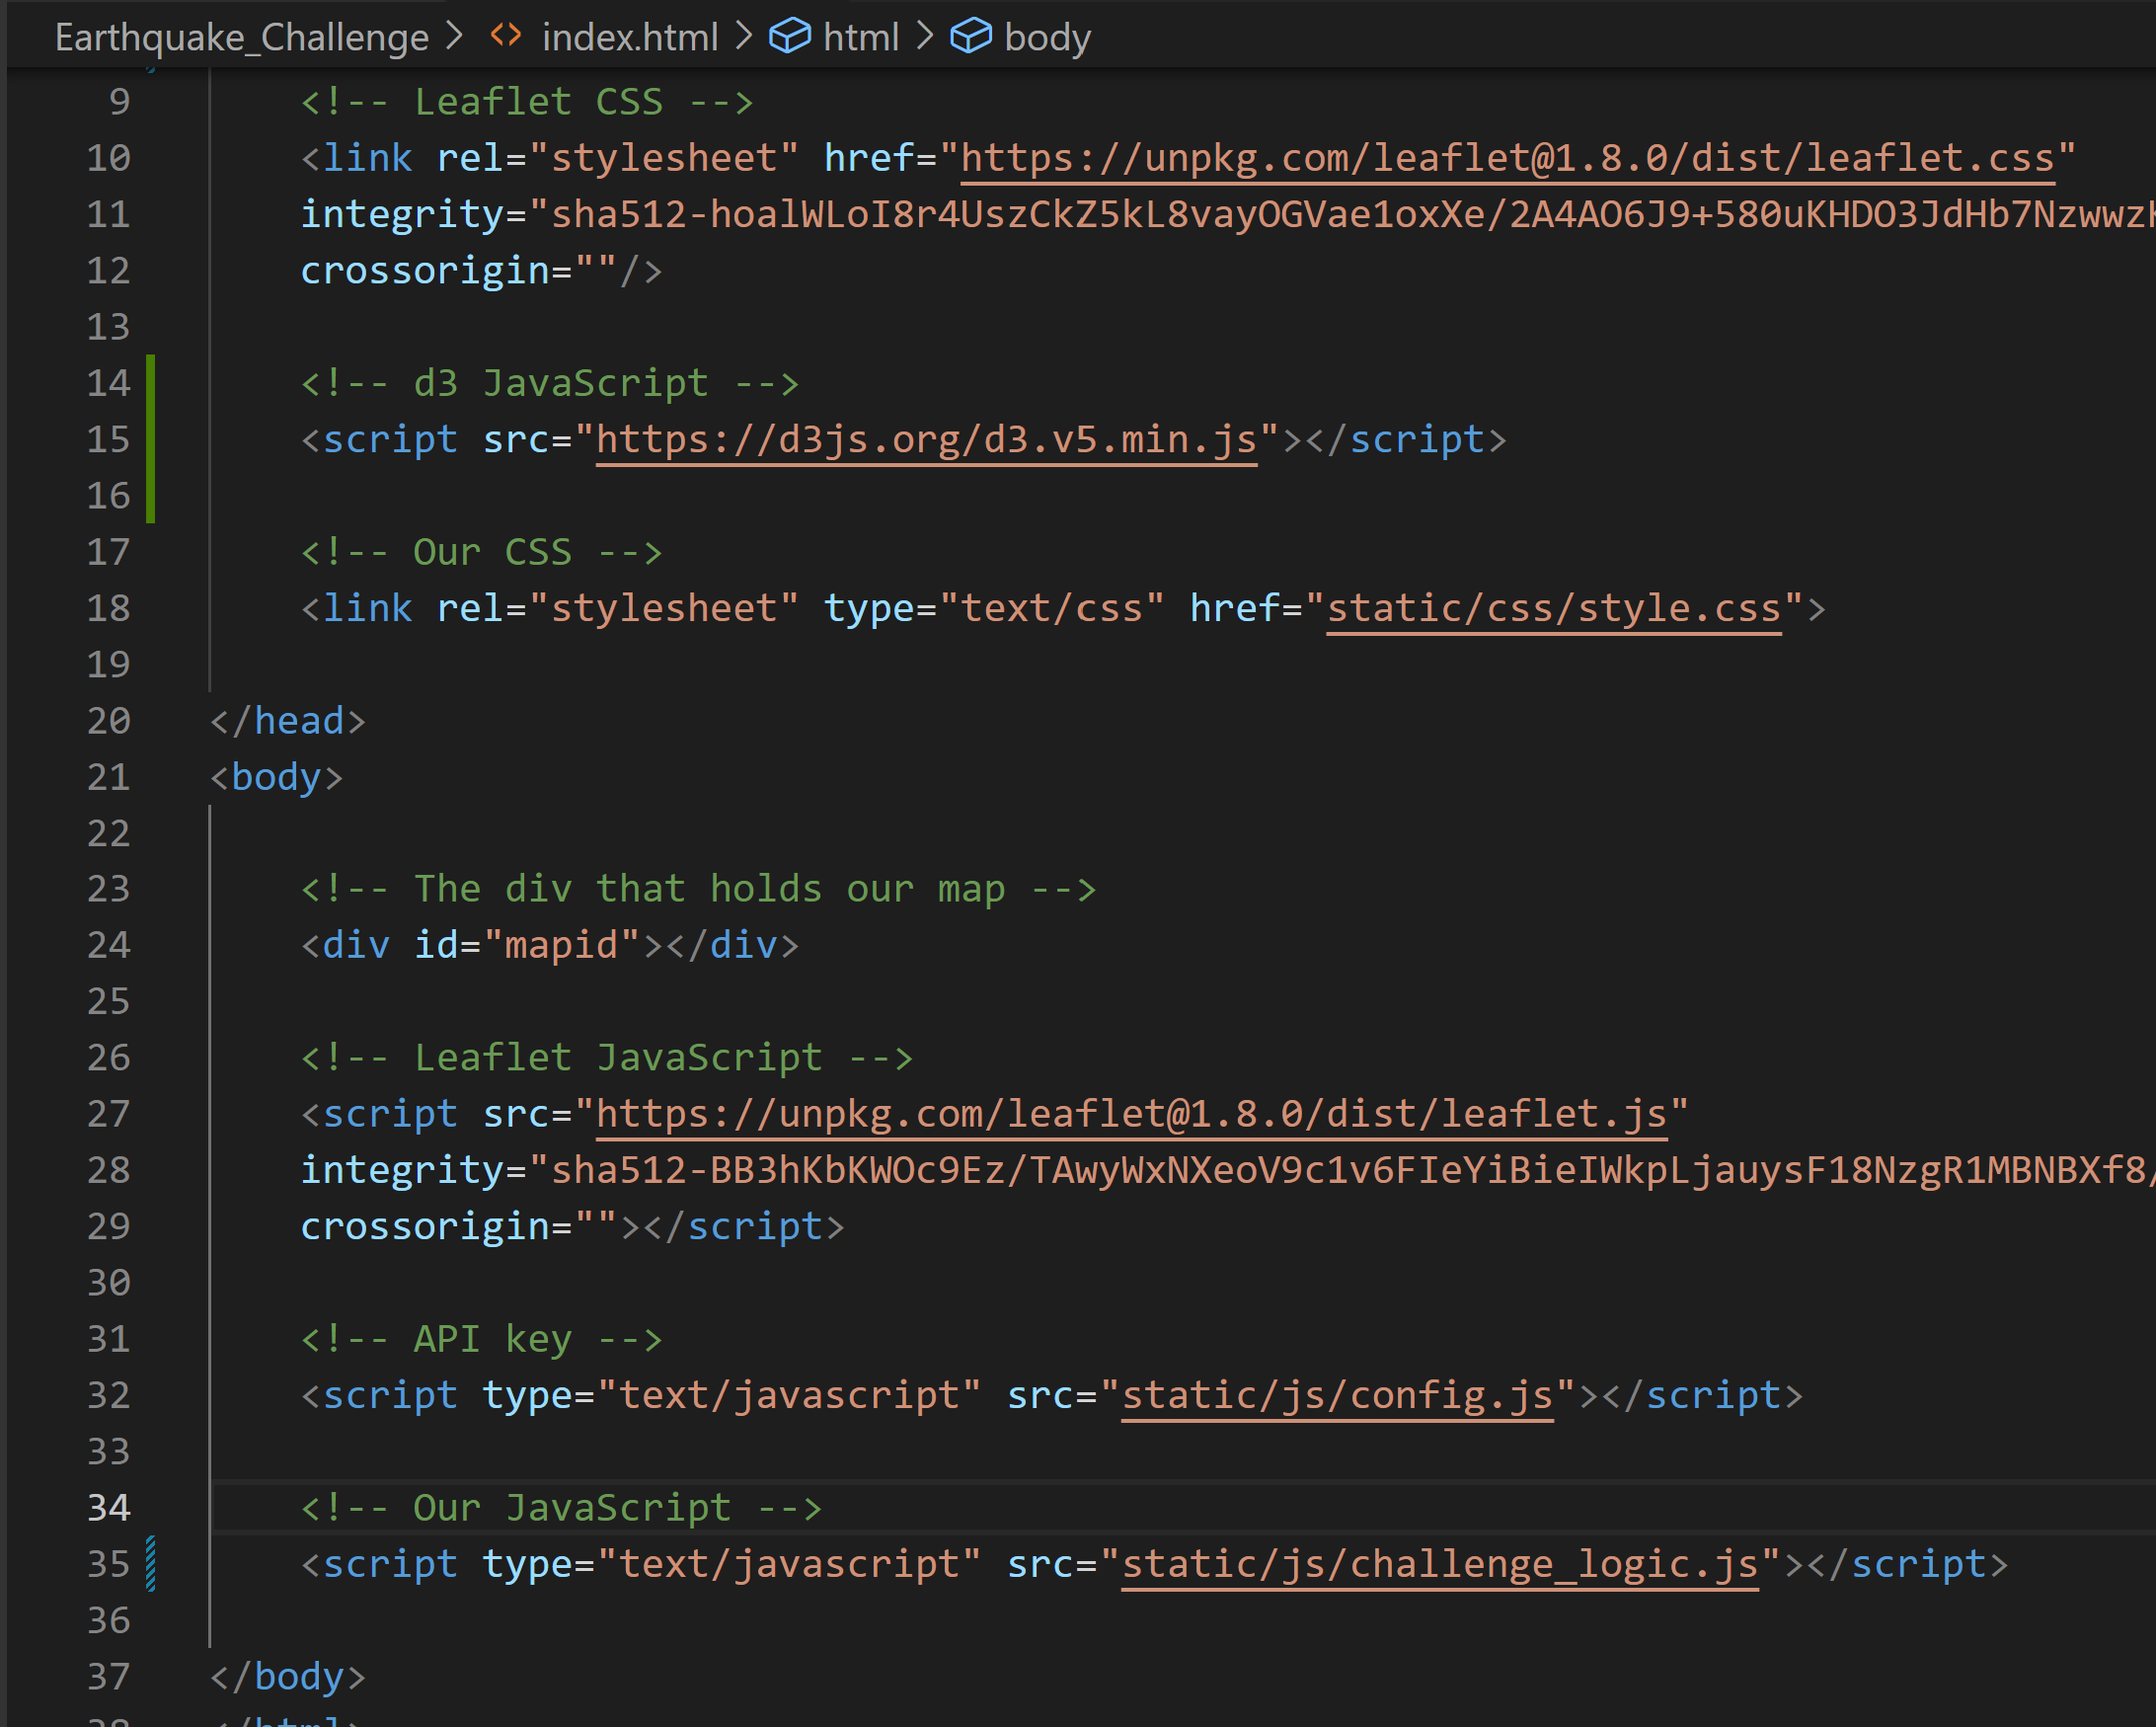 Earthquake_Challenge > <> index.html > html > body
9 <!-- Leaflet CSS -->
10 <link rel="stylesheet" href="https://unpkg.com/leaflet@1.8.0/dist/leaflet.css"
11 integrity="sha512-hoalWLoI8r4UszCkZ5kL8vayOGVae1oxXe/2A4AO6J9+580uKHDO3JdHb7Nzwwz
12 crossorigin=""/>
13
14 <!-- d3 JavaScript -->
15 <script src="https://d3js.org/d3.v5.min.js"></script>
16
17 <!-- Our CSS -->
18 <link rel="stylesheet" type="text/css" href="static/css/style.css">
19
20 </head>
21 <body>
22
23 <!-- The div that holds our map -->
24 <div id="mapid"></div>
25
26 <!-- Leaflet JavaScript -->
27 <script src="https://unpkg.com/leaflet@1.8.0/dist/leaflet.js"
28 integrity="sha512-BB3hKbKWOc9Ez/TAwyWxNXeoV9c1v6FIeYiBieIWkpLjauysF18NzgR1MBNBXf8/
29 crossorigin=""></script>
30
31 <!-- API key -->
32 <script type="text/javascript" src="static/js/config.js"></script>
33
34 <!-- Our JavaScript -->
35 <script type="text/javascript" src="static/js/challenge_logic.js"></script>
36
37 </body>
38 </html>